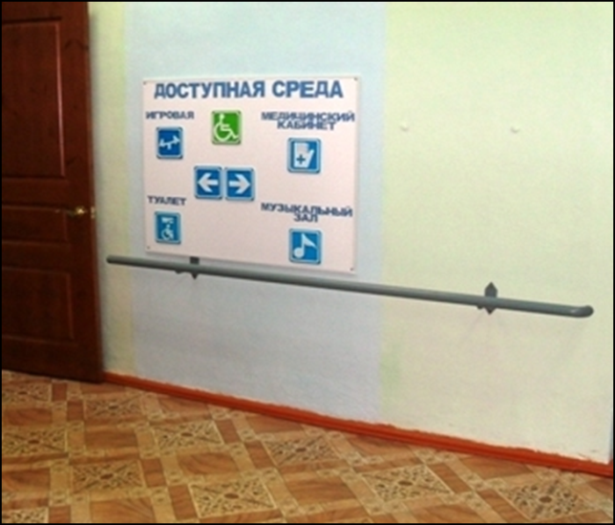 ДОСТУПНАЯ СРЕДА
ИГРОВАЯ
МЕДИЦИНСКИЙ
КАБИНЕТ
ТУАЛЕТ
МУЗЫКАЛЬНЫЙ
ЗАЛ